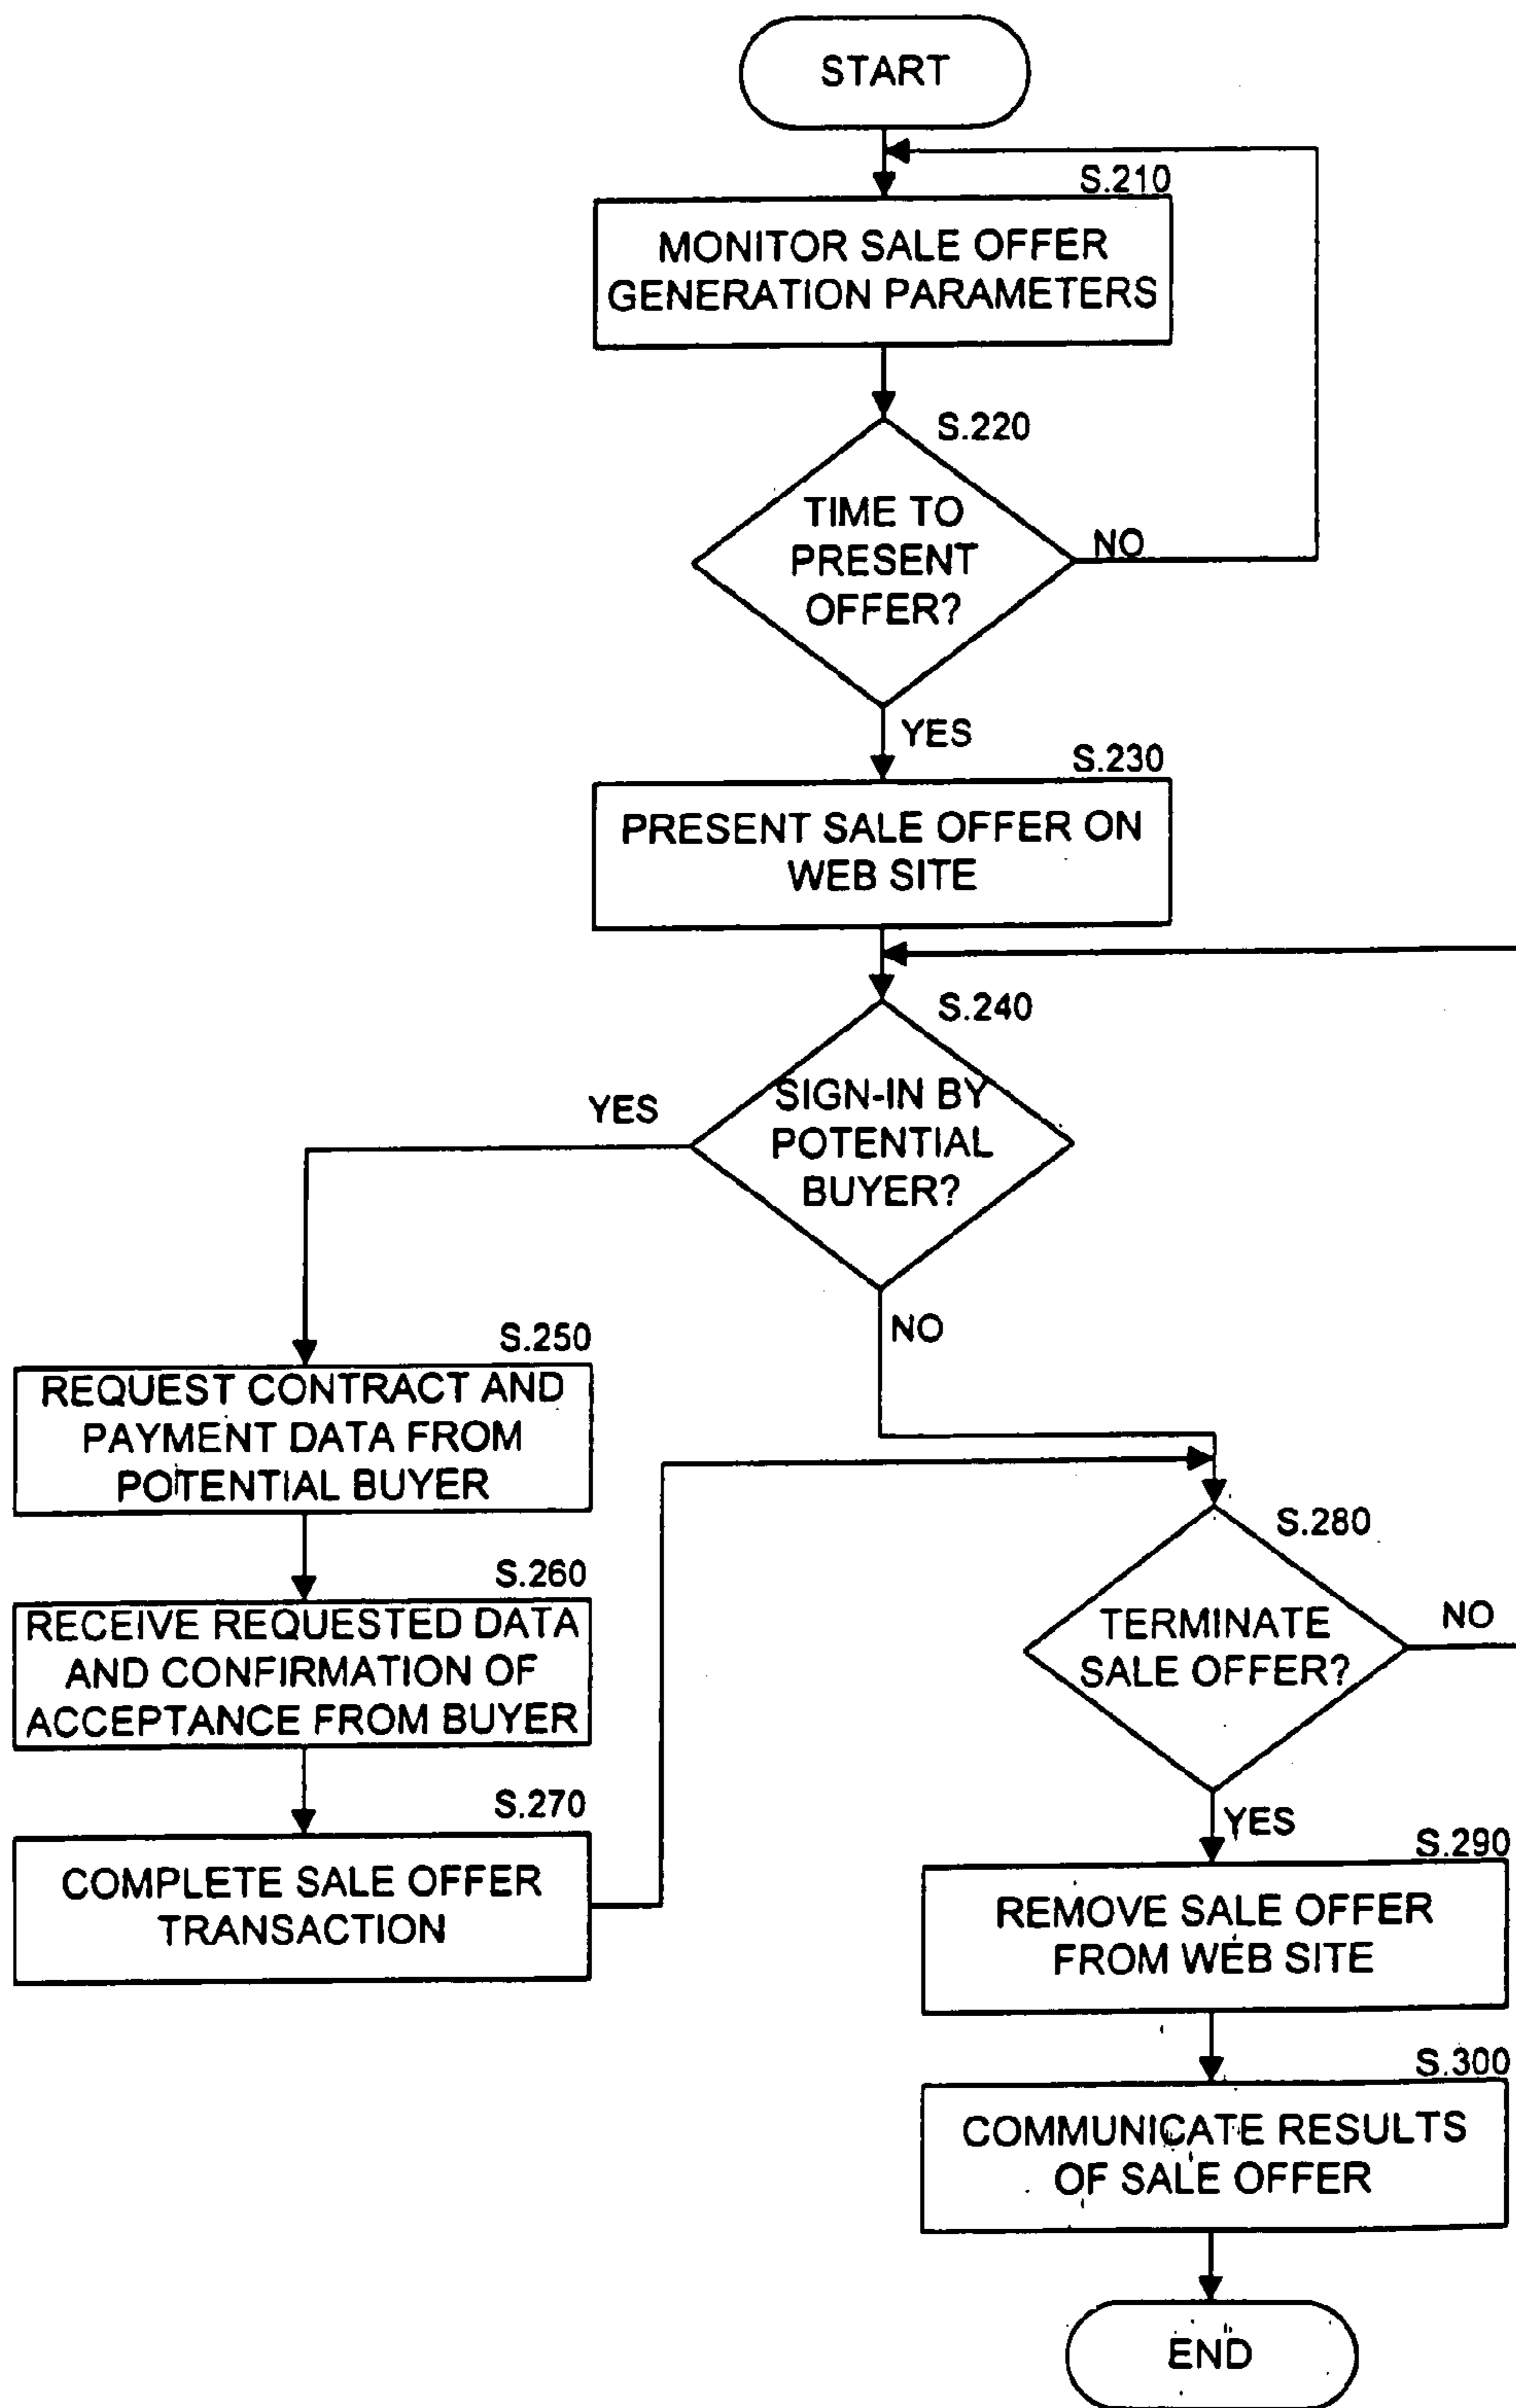 START
S.210
MONITOR SALE OFFER
GENERATION PARAMETERS
S.220
TIME TO
PRESENT
OFFER?
NO
YES
S.230
PRESENT SALE OFFER ON
WEB SITE
S.240
SIGN-IN BY
POTENTIAL
BUYER?
YES
NO
S.250
REQUEST CONTRACT AND
PAYMENT DATA FROM
POTENTIAL BUYER
S.260
RECEIVE REQUESTED DATA
AND CONFIRMATION OF
ACCEPTANCE FROM BUYER
S.270
COMPLETE SALE OFFER
TRANSACTION
S.280
TERMINATE
SALE OFFER?
NO
YES
S.290
REMOVE SALE OFFER
FROM WEB SITE
S.300
COMMUNICATE RESULTS
OF SALE OFFER
END